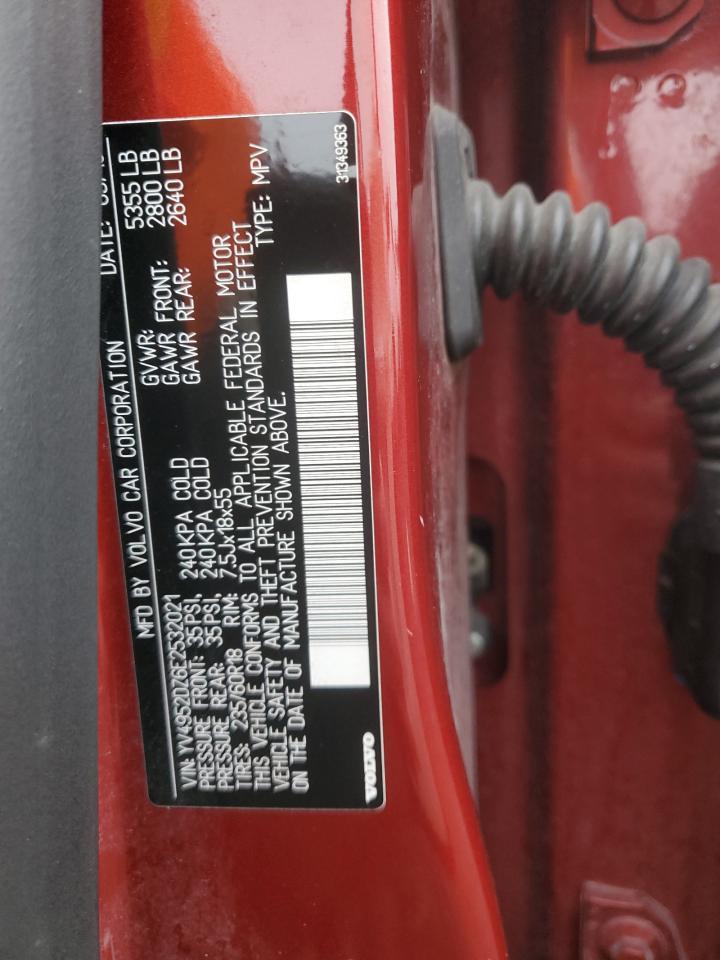 MFD BY VOLVO CAR CORPORATION DATE:
GVWR: 5355 LB
GAWR FRONT: 2800 LB
GAWR REAR: 2640 LB
VIN: YV4952DZ6E2532021
PRESSURE FRONT: 35PSI, 240KPA COLD
PRESSURE REAR: 35PSI, 240KPA COLD
TIRES: 235/60R18 RIM: 7.5Jx18x55
THIS VEHICLE CONFORMS TO ALL APPLICABLE FEDERAL MOTOR
VEHICLE SAFETY AND THEFT PREVENTION STANDARDS IN EFFECT
ON THE DATE OF MANUFACTURE SHOWN ABOVE. TYPE: MPV
VOLVO
31349363